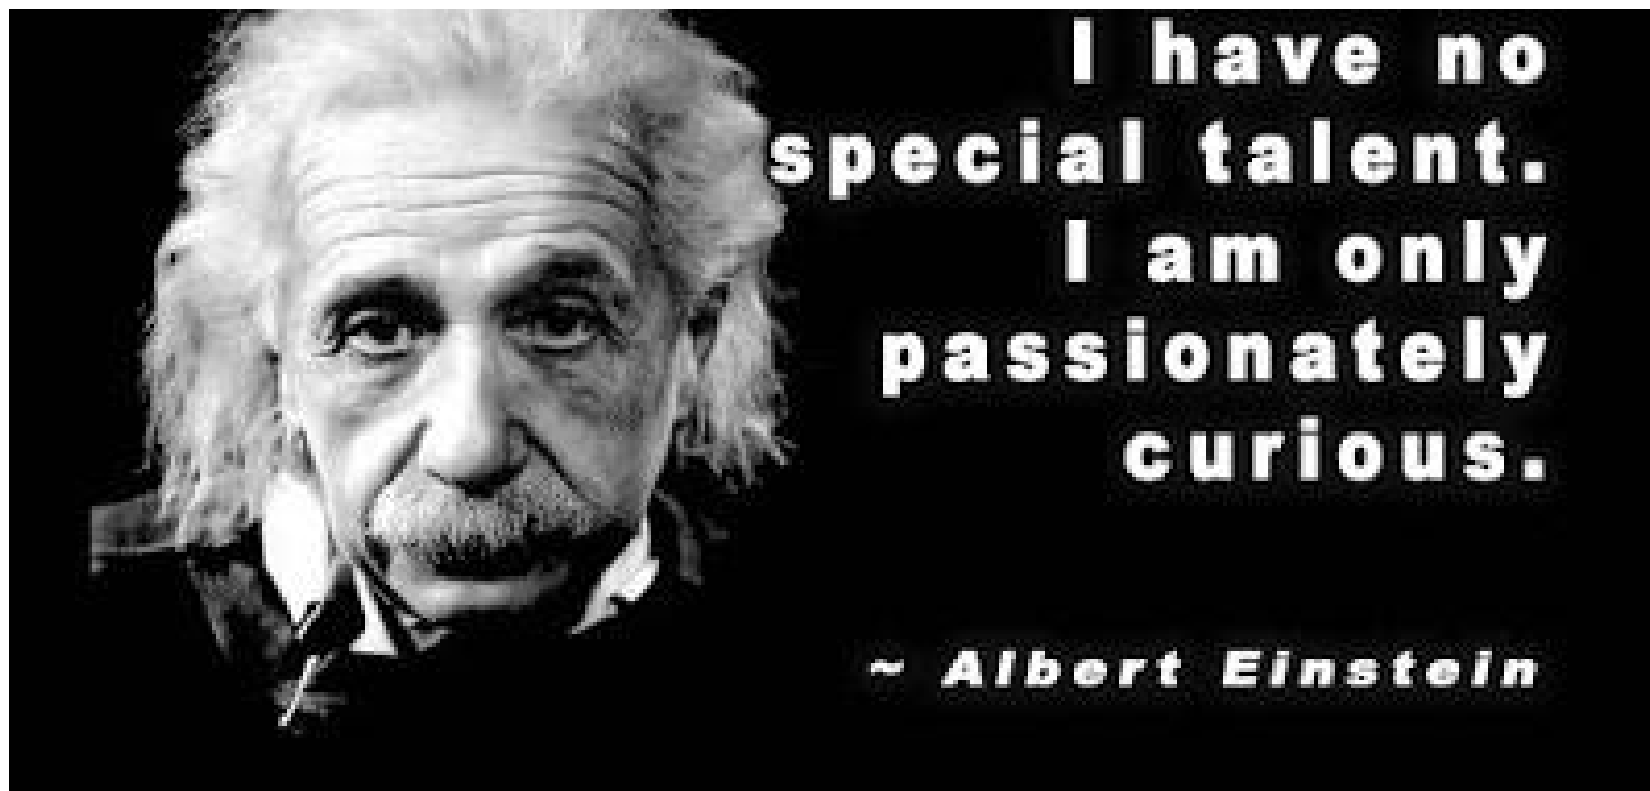 I have no
special talent.
I am only
passionately
curious.
~ Albert Einstein